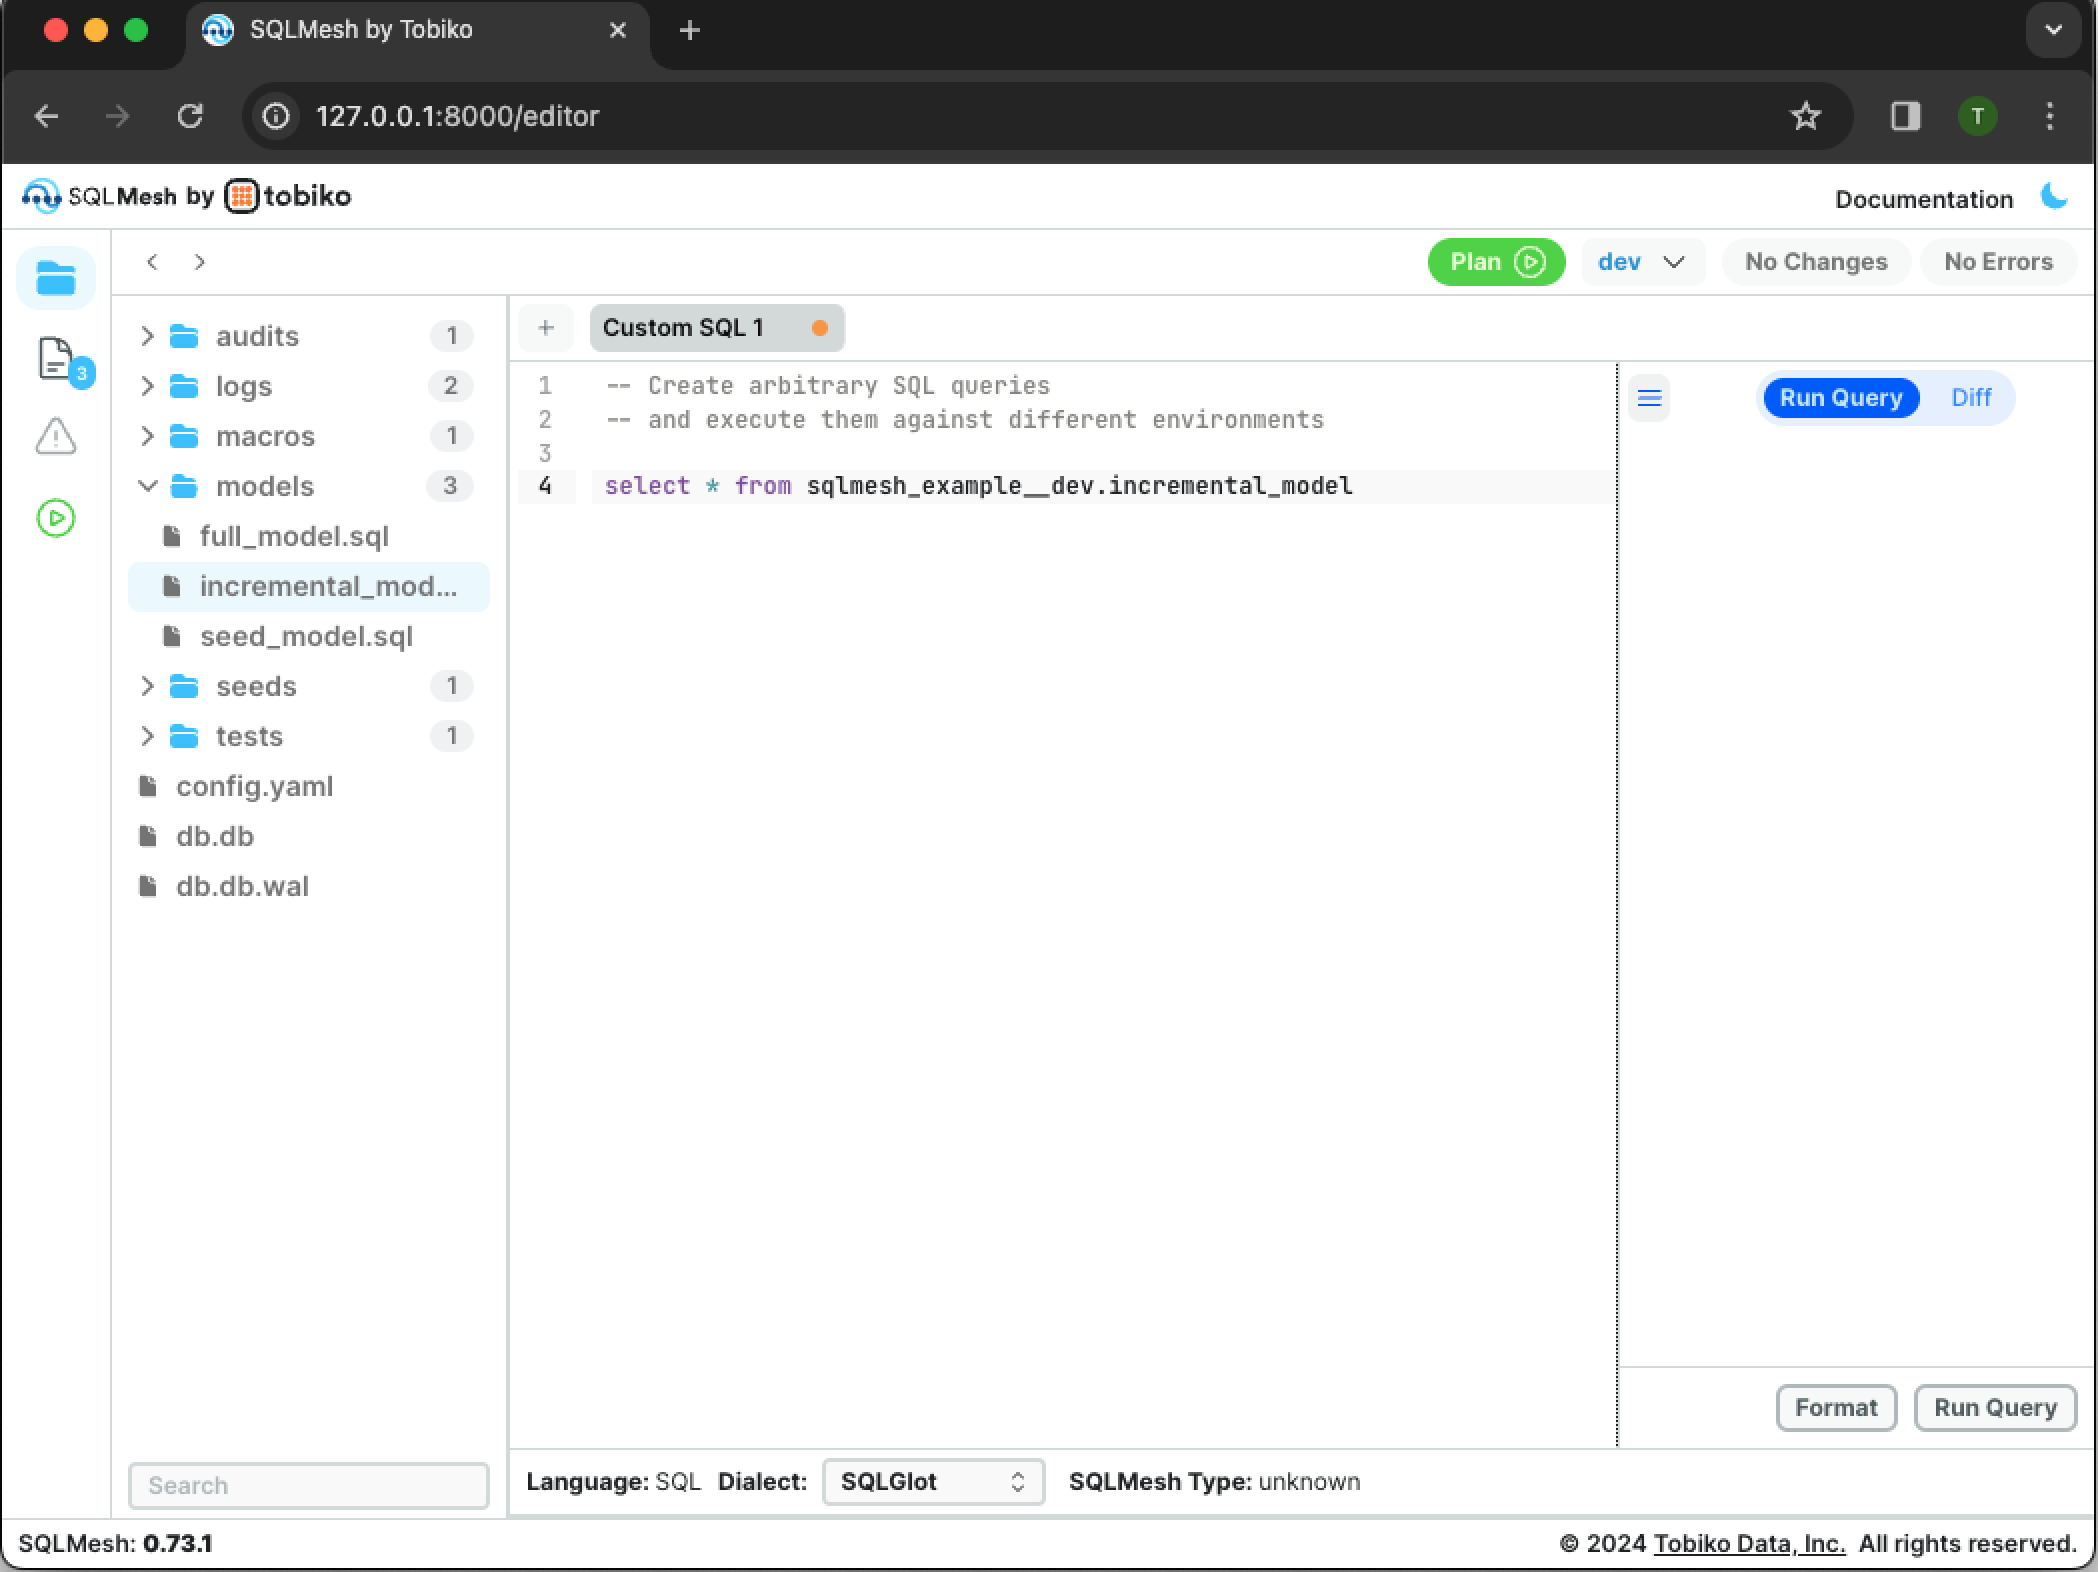 SQLMesh by Tobiko
127.0.0.1:8000/editor
T
SQLMesh by tobiko
Documentation
Plan
dev
No Changes
No Errors
3
audits 1
logs 2
macros 1
models 3
full_model.sql
incremental_mod...
seed_model.sql
seeds 1
tests 1
config.yaml
db.db
db.db.wal
Search
+ Custom SQL 1
1 -- Create arbitrary SQL queries
2 -- and execute them against different environments
3
4 select * from sqlmesh_example__dev.incremental_model
Run Query Diff
Format Run Query
Language: SQL Dialect: SQLGlot SQLMesh Type: unknown
SQLMesh: 0.73.1
© 2024 Tobiko Data, Inc. All rights reserved.